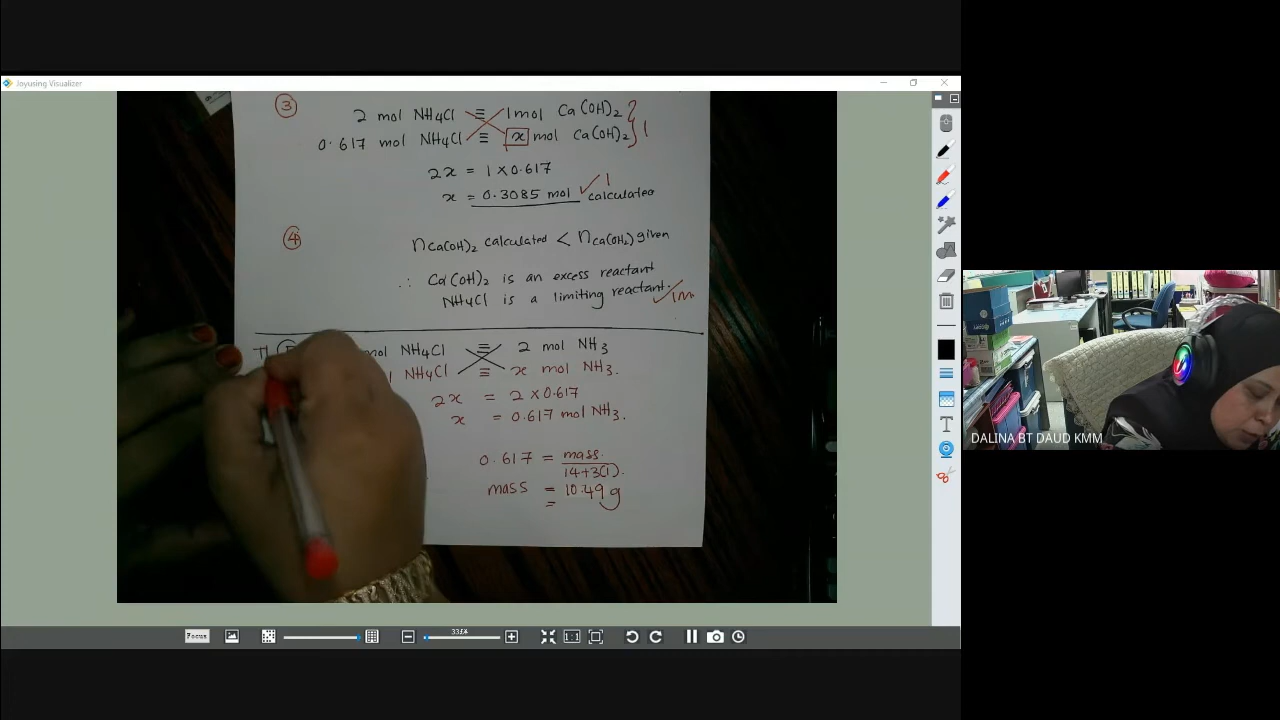 Joyusing Visualizer
③
2 mol NH4Cl ≡ 1 mol Ca(OH)2
0.617 mol NH4Cl ≡ x mol Ca(OH)2 } 1
2x = 1 × 0.617
x = 0.3085 mol ✓ 1 calculated
④
nCa(OH)2 calculated < nCa(OH)2 given
∴ Ca(OH)2 is an excess reactant
NH4Cl is a limiting reactant. ✓ 1m
mol NH4Cl ≡ 2 mol NH3
NH4Cl ≡ x mol NH3.
2x = 2 × 0.617
x = 0.617 mol NH3.
0.617 = mass.
14+3(1).
mass = 10.49 g
DALINA BT DAUD KMM
Focus
1:1
T